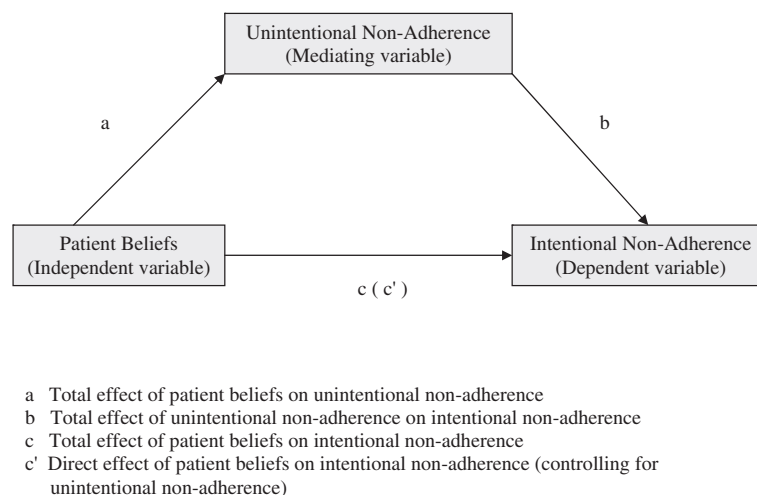 Unintentional Non-Adherence
(Mediating variable)
a
b
Patient Beliefs
(Independent variable)
Intentional Non-Adherence
(Dependent variable)
c ( c' )
a Total effect of patient beliefs on unintentional non-adherence
b Total effect of unintentional non-adherence on intentional non-adherence
c Total effect of patient beliefs on intentional non-adherence
c' Direct effect of patient beliefs on intentional non-adherence (controlling for
unintentional non-adherence)